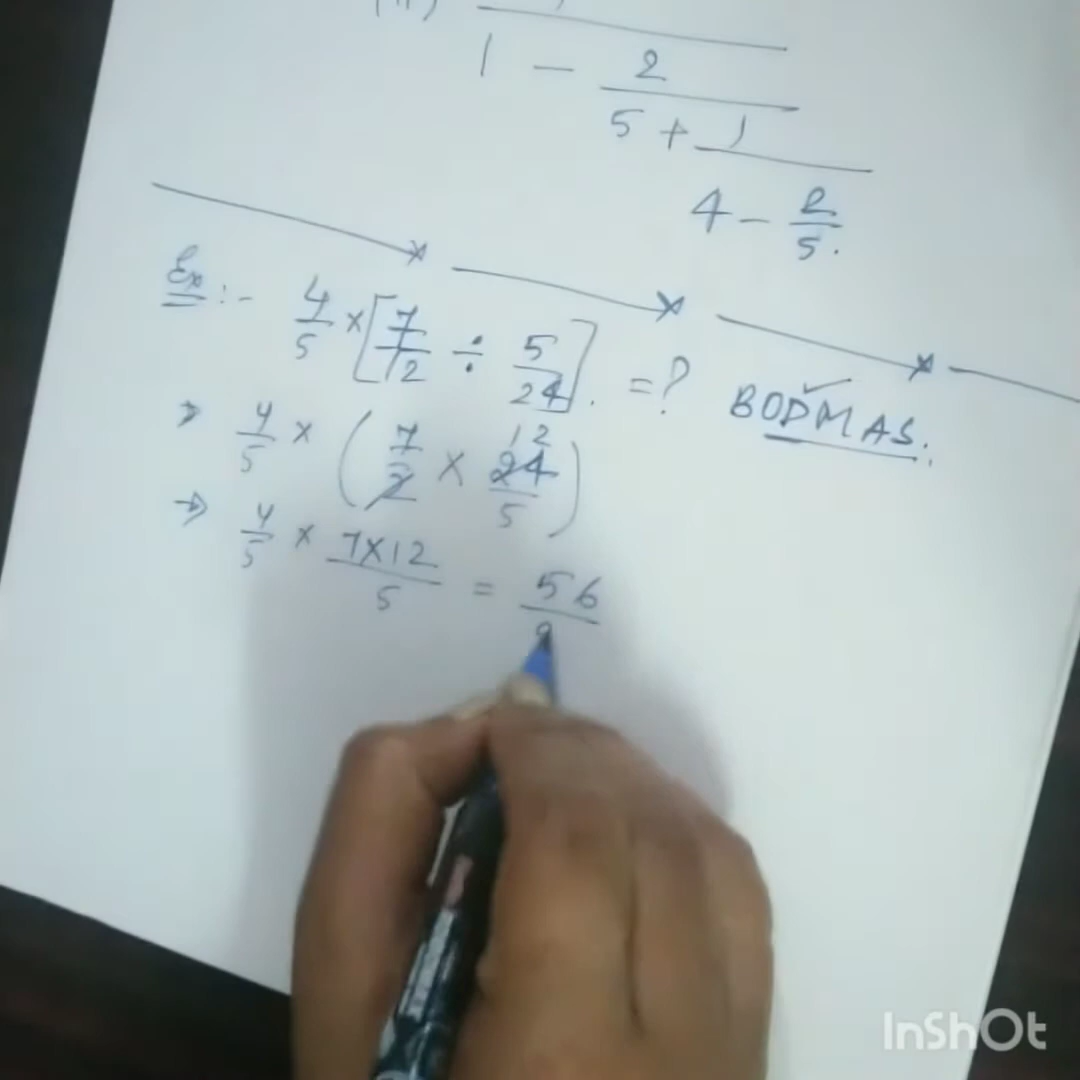 1 - 2
5 + 1
4 - 2/5.
Ex :- 4/5 × [7/2 ÷ 5/24]. = ? BODMAS.
⇒ 4/5 × (7/2 × 24/5) 12
⇒ 4/5 × 7×12/5 = 56
InShOt